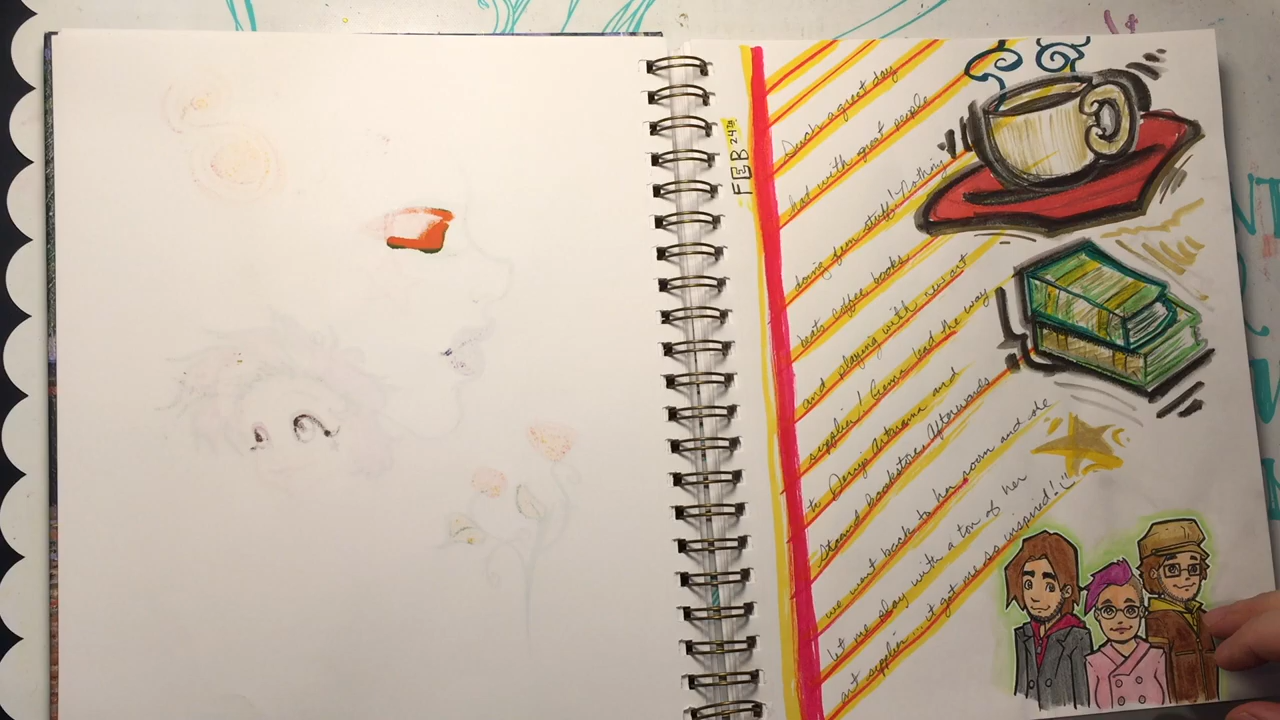 FEB 24TH
Such a great day
had with great people
doing fun stuff! Nothing
beats coffee, books
and playing with new art
supplies! Gema lead the way
to Jerrys Artarama and
Strand bookstore. Afterwards
we went back to her room and she
let me play with a ton of her
art supplies... it got me so inspired!